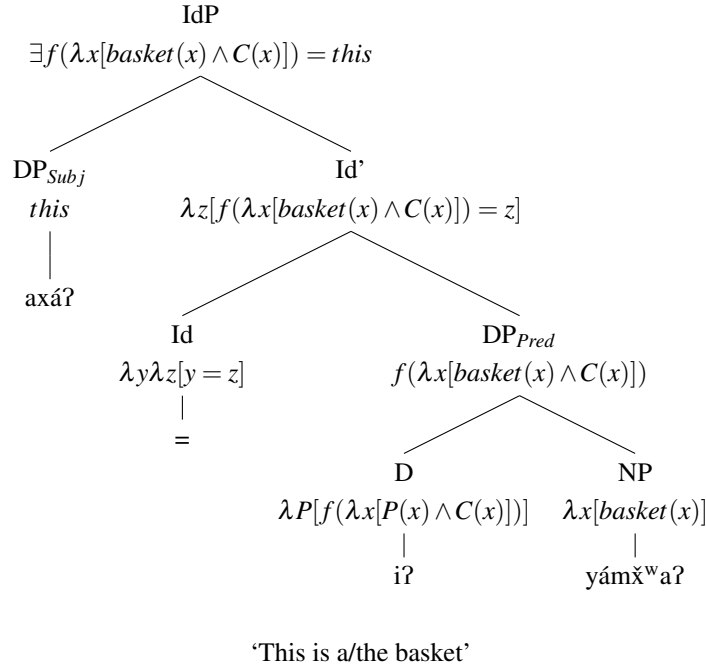 IdP
∃f(λx[basket(x) ∧ C(x)]) = this
DP_Subj Id’
this λz[f(λx[basket(x) ∧ C(x)]) = z]
axáʔ
Id DP_Pred
λyλz[y = z] f(λx[basket(x) ∧ C(x)])
=
D NP
λP[f(λx[P(x) ∧ C(x)])] λx[basket(x)]
iʔ yámx̌ʷaʔ
‘This is a/the basket’